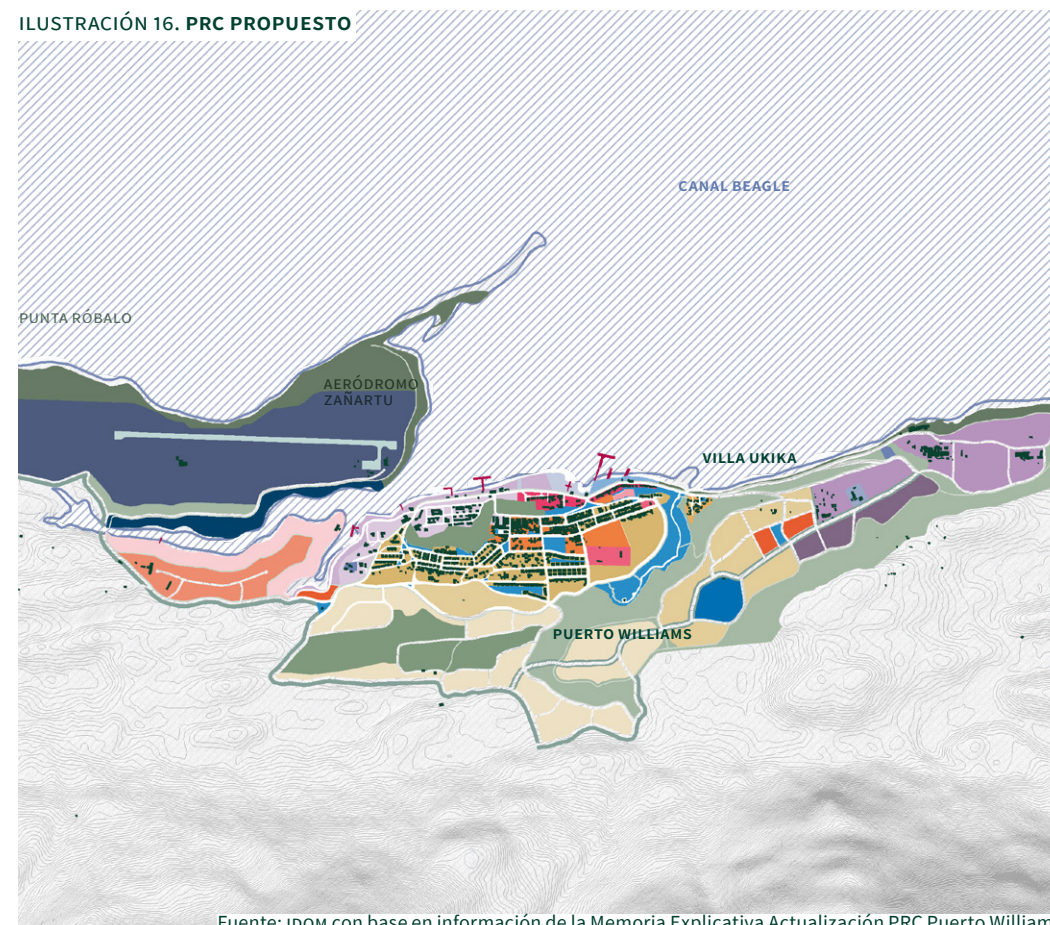 ILUSTRACIÓN 16. PRC PROPUESTO
CANAL BEAGLE
PUNTA RÓBALO
AERÓDROMO
ZAÑARTU
VILLA UKIKA
PUERTO WILLIAMS
Fuente: IDOM con base en información de la Memoria Explicativa Actualización PRC Puerto William